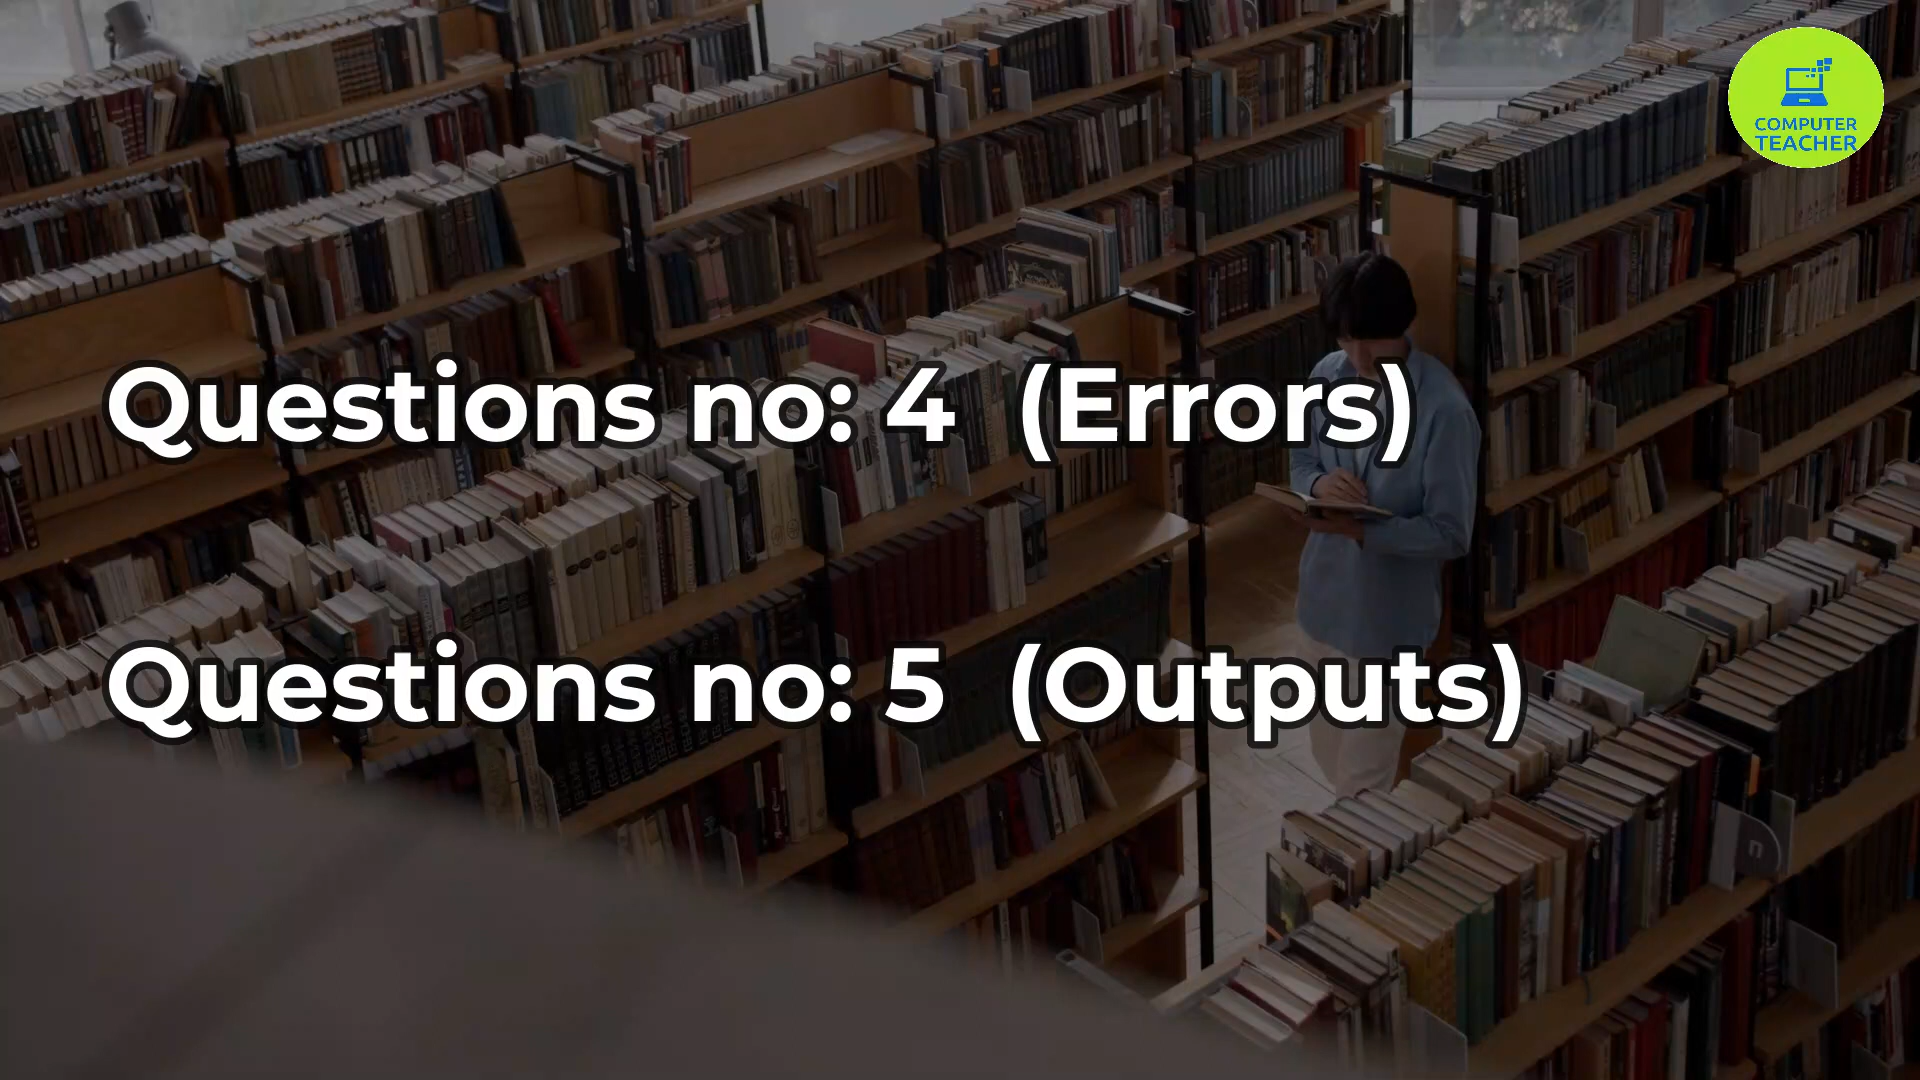 COMPUTER
TEACHER
Questions no: 4 (Errors)
Questions no: 5 (Outputs)